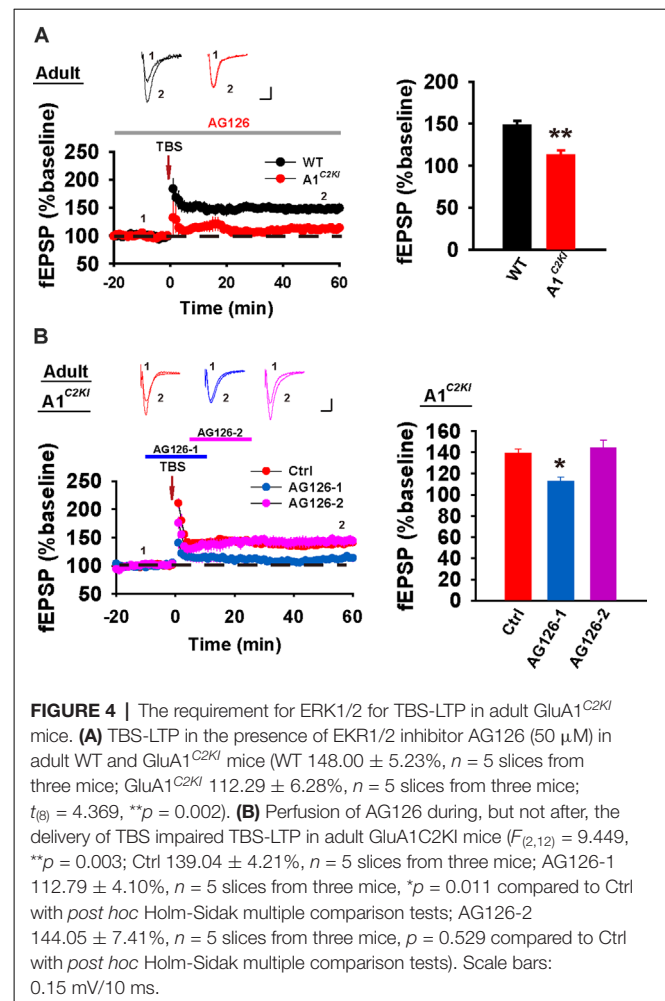 A
Adult
1
2
1
2
AG126
TBS
WT
A1C2KI
1
2
fEPSP (%baseline)
250
200
150
100
50
-20
0
20
40
60
Time (min)
fEPSP (%baseline)
200
150
100
50
0
**
WT
A1C2KI
B
Adult
A1C2KI
1
2
1
2
1
2
AG126-2
AG126-1
TBS
Ctrl
AG126-1
AG126-2
1
2
fEPSP (%baseline)
250
200
150
100
50
-20
0
20
40
60
Time (min)
A1C2KI
fEPSP (%baseline)
160
140
120
100
80
60
40
20
0
*
Ctrl
AG126-1
AG126-2
FIGURE 4 | The requirement for ERK1/2 for TBS-LTP in adult GluA1C2KI
mice. (A) TBS-LTP in the presence of EKR1/2 inhibitor AG126 (50 μM) in
adult WT and GluA1C2KI mice (WT 148.00 ± 5.23%, n = 5 slices from
three mice; GluA1C2KI 112.29 ± 6.28%, n = 5 slices from three mice;
t(8) = 4.369, **p = 0.002). (B) Perfusion of AG126 during, but not after, the
delivery of TBS impaired TBS-LTP in adult GluA1C2KI mice (F(2,12) = 9.449,
**p = 0.003; Ctrl 139.04 ± 4.21%, n = 5 slices from three mice; AG126-1
112.79 ± 4.10%, n = 5 slices from three mice, *p = 0.011 compared to Ctrl
with post hoc Holm-Sidak multiple comparison tests; AG126-2
144.05 ± 7.41%, n = 5 slices from three mice, p = 0.529 compared to Ctrl
with post hoc Holm-Sidak multiple comparison tests). Scale bars:
0.15 mV/10 ms.